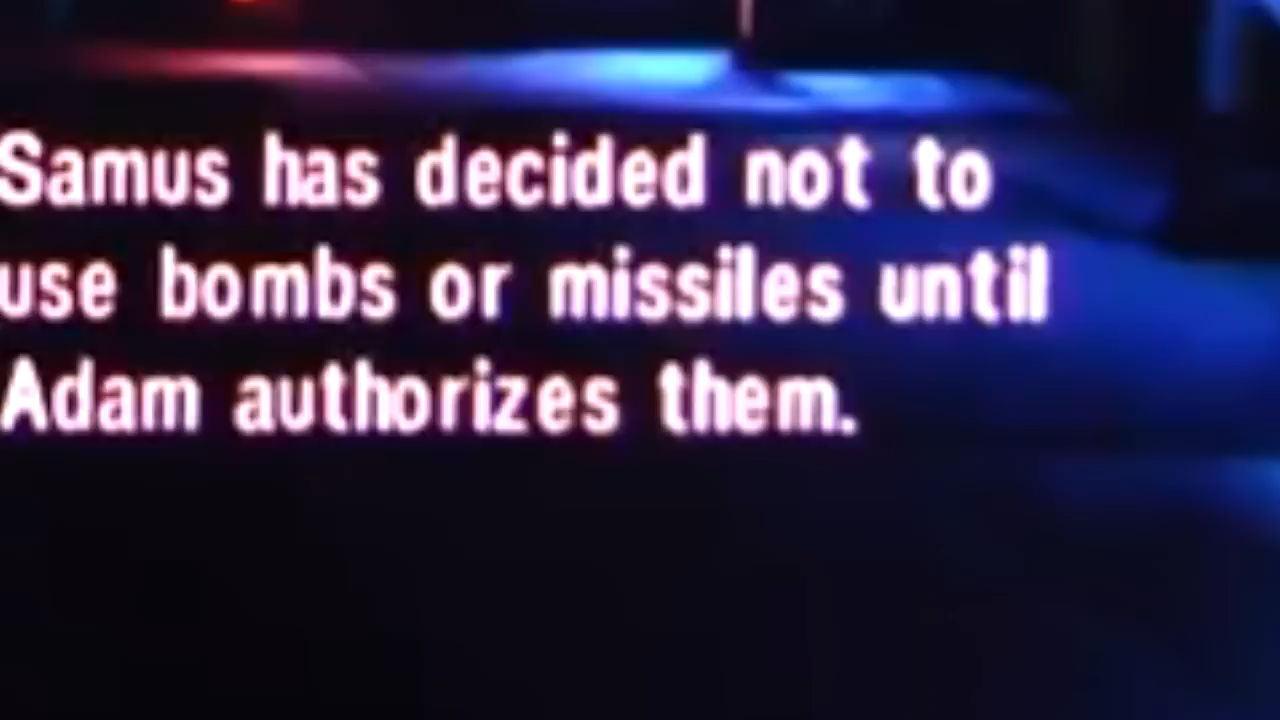 Samus has decided not to
use bombs or missiles until
Adam authorizes them.